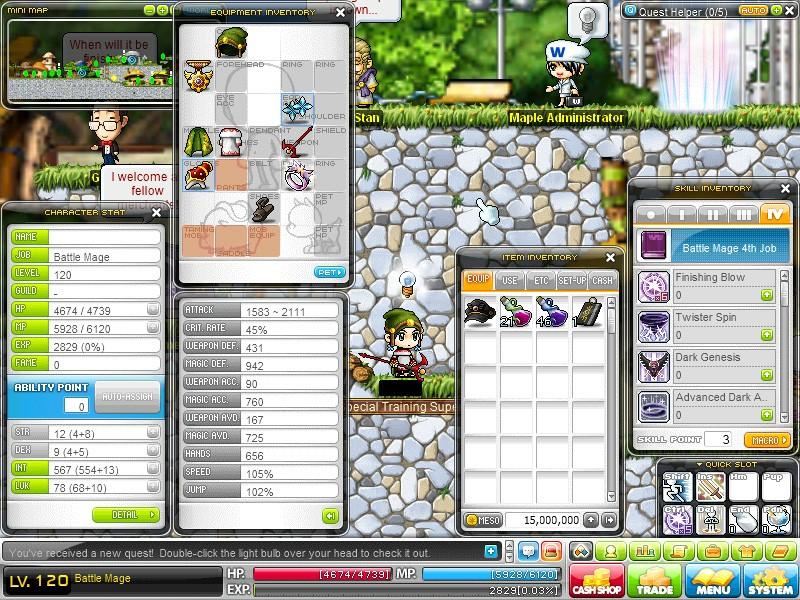 MINI MAP
When will it be
EQUIPMENT INVENTORY
FOREHEAD
RING
RING
EYE
ACC
SHOULDER
PENDANT
SHIELD
BELT
RING
PANTS
SHOES
PET
MP
TAMING
MOB
MOB
EQUIP
PET
HP
SADDLE
PET
Quest Helper (0/5)
AUTO
Stan
Maple Administrator
I welcome
fellow
CHARACTER STAT
NAME
JOB Battle Mage
LEVEL 120
GUILD -
HP 4674 / 4739
MP 5928 / 6120
EXP 2829 (0%)
FAME 0
ABILITY POINT
0
AUTO-ASSIGN
STR 12 (4+8)
DEX 9 (4+5)
INT 567 (554+13)
LUK 78 (68+10)
DETAIL
ATTACK 1583 ~ 2111
CRIT. RATE 45%
WEAPON DEF. 431
MAGIC DEF. 942
WEAPON ACC. 90
MAGIC ACC. 760
WEAPON AVD. 167
MAGIC AVD. 725
HANDS 656
SPEED 105%
JUMP 102%
pecial Training Supe
ITEM INVENTORY
EQUIP USE ETC SET-UP CASH
MESO 15,000,000
SKILL INVENTORY
I II III IV
Battle Mage 4th Job
Finishing Blow
0
Twister Spin
0
Dark Genesis
0
Advanced Dark A..
0
SKILL POINT 3 MACRO
QUICK SLOT
Shift Ins Hm Pup
Ctrl Del End Pdn
You've received a new quest! Double-click the light bulb over your head to check it out.
LV. 120 Battle Mage
HP. [4674/4739] MP. [5928/6120]
EXP. 2829[0.03%]
CASH SHOP TRADE MENU SYSTEM